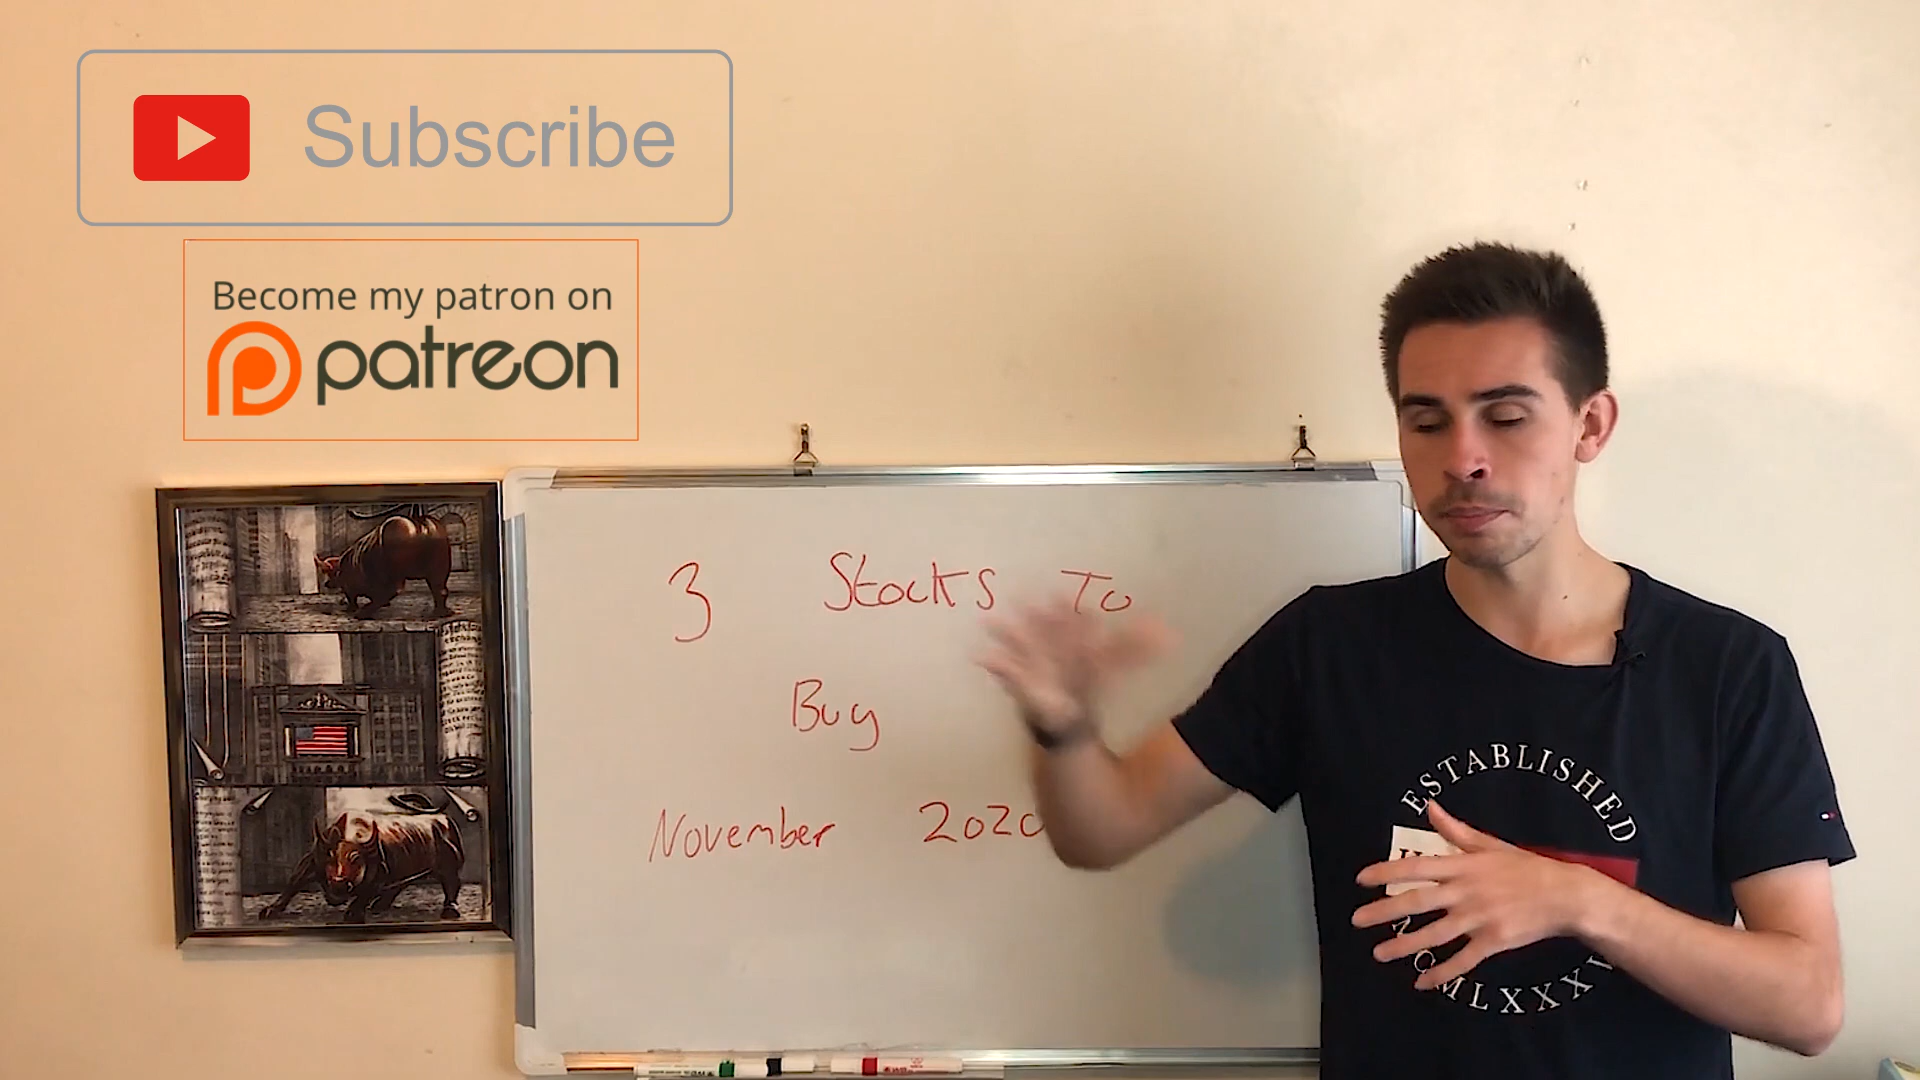 Subscribe
Become my patron on
patreon
3 Stocks To
Buy
November 2020
ESTABLISHED